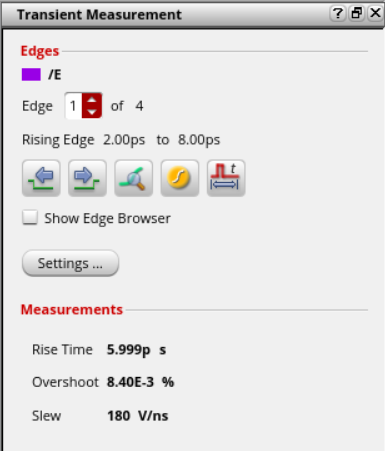 Transient Measurement ?
Edges
/E
Edge 1 of 4
Rising Edge 2.00ps to 8.00ps
t
Show Edge Browser
Settings ...
Measurements
Rise Time 5.999p s
Overshoot 8.40E-3 %
Slew 180 V/ns